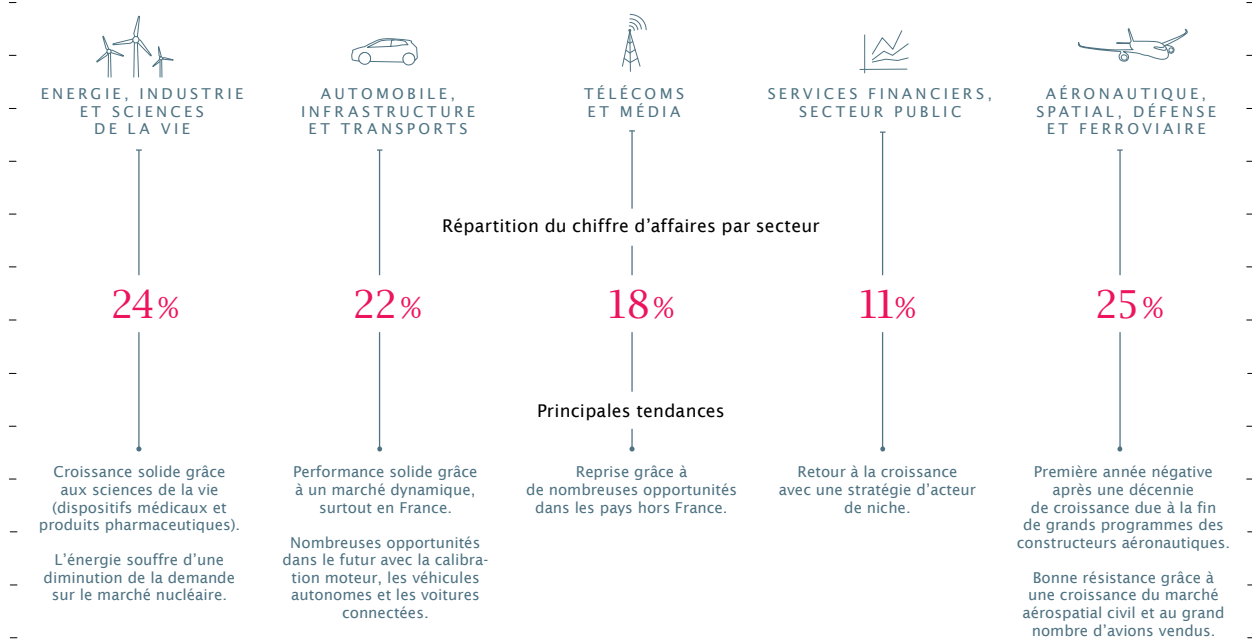 ENERGIE, INDUSTRIE
ET SCIENCES
DE LA VIE
AUTOMOBILE,
INFRASTRUCTURE
ET TRANSPORTS
TÉLÉCOMS
ET MÉDIA
SERVICES FINANCIERS,
SECTEUR PUBLIC
AÉRONAUTIQUE,
SPATIAL, DÉFENSE
ET FERROVIAIRE
Répartition du chiffre d’affaires par secteur
24%
22%
18%
11%
25%
Principales tendances
Croissance solide grâce
aux sciences de la vie
(dispositifs médicaux et
produits pharmaceutiques).
L’énergie souffre d’une
diminution de la demande
sur le marché nucléaire.
Performance solide grâce
à un marché dynamique,
surtout en France.
Nombreuses opportunités
dans le futur avec la calibra-
tion moteur, les véhicules
autonomes et les voitures
connectées.
Reprise grâce à
de nombreuses opportunités
dans les pays hors France.
Retour à la croissance
avec une stratégie d’acteur
de niche.
Première année négative
après une décennie
de croissance due à la fin
de grands programmes des
constructeurs aéronautiques.
Bonne résistance grâce à
une croissance du marché
aérospatial civil et au grand
nombre d’avions vendus.